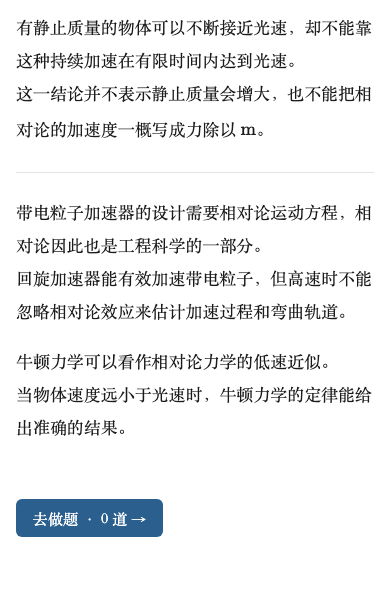 有静止质量的物体可以不断接近光速，却不能靠
这种持续加速在有限时间内达到光速。
这一结论并不表示静止质量会增大，也不能把相
对论的加速度一概写成力除以 m。
带电粒子加速器的设计需要相对论运动方程，相
对论因此也是工程科学的一部分。
回旋加速器能有效加速带电粒子，但高速时不能
忽略相对论效应来估计加速过程和弯曲轨道。
牛顿力学可以看作相对论力学的低速近似。
当物体速度远小于光速时，牛顿力学的定律能给
出准确的结果。
去做题 · 0 道 →